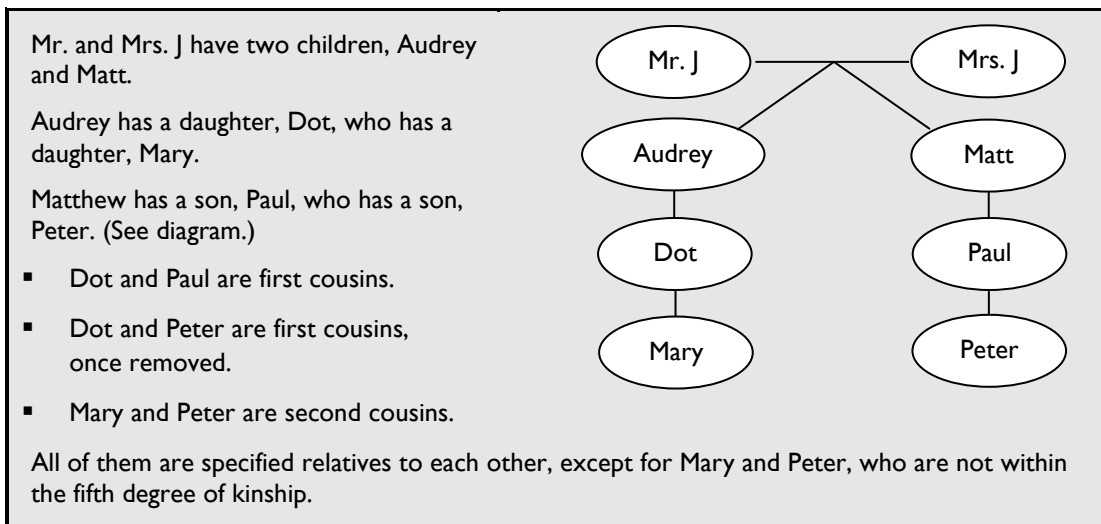 Mr. and Mrs. J have two children, Audrey
and Matt.
Audrey has a daughter, Dot, who has a
daughter, Mary.
Matthew has a son, Paul, who has a son,
Peter. (See diagram.)
▪ Dot and Paul are first cousins.
▪ Dot and Peter are first cousins,
once removed.
▪ Mary and Peter are second cousins.
Mr. J
Mrs. J
Audrey
Matt
Dot
Paul
Mary
Peter
All of them are specified relatives to each other, except for Mary and Peter, who are not within
the fifth degree of kinship.